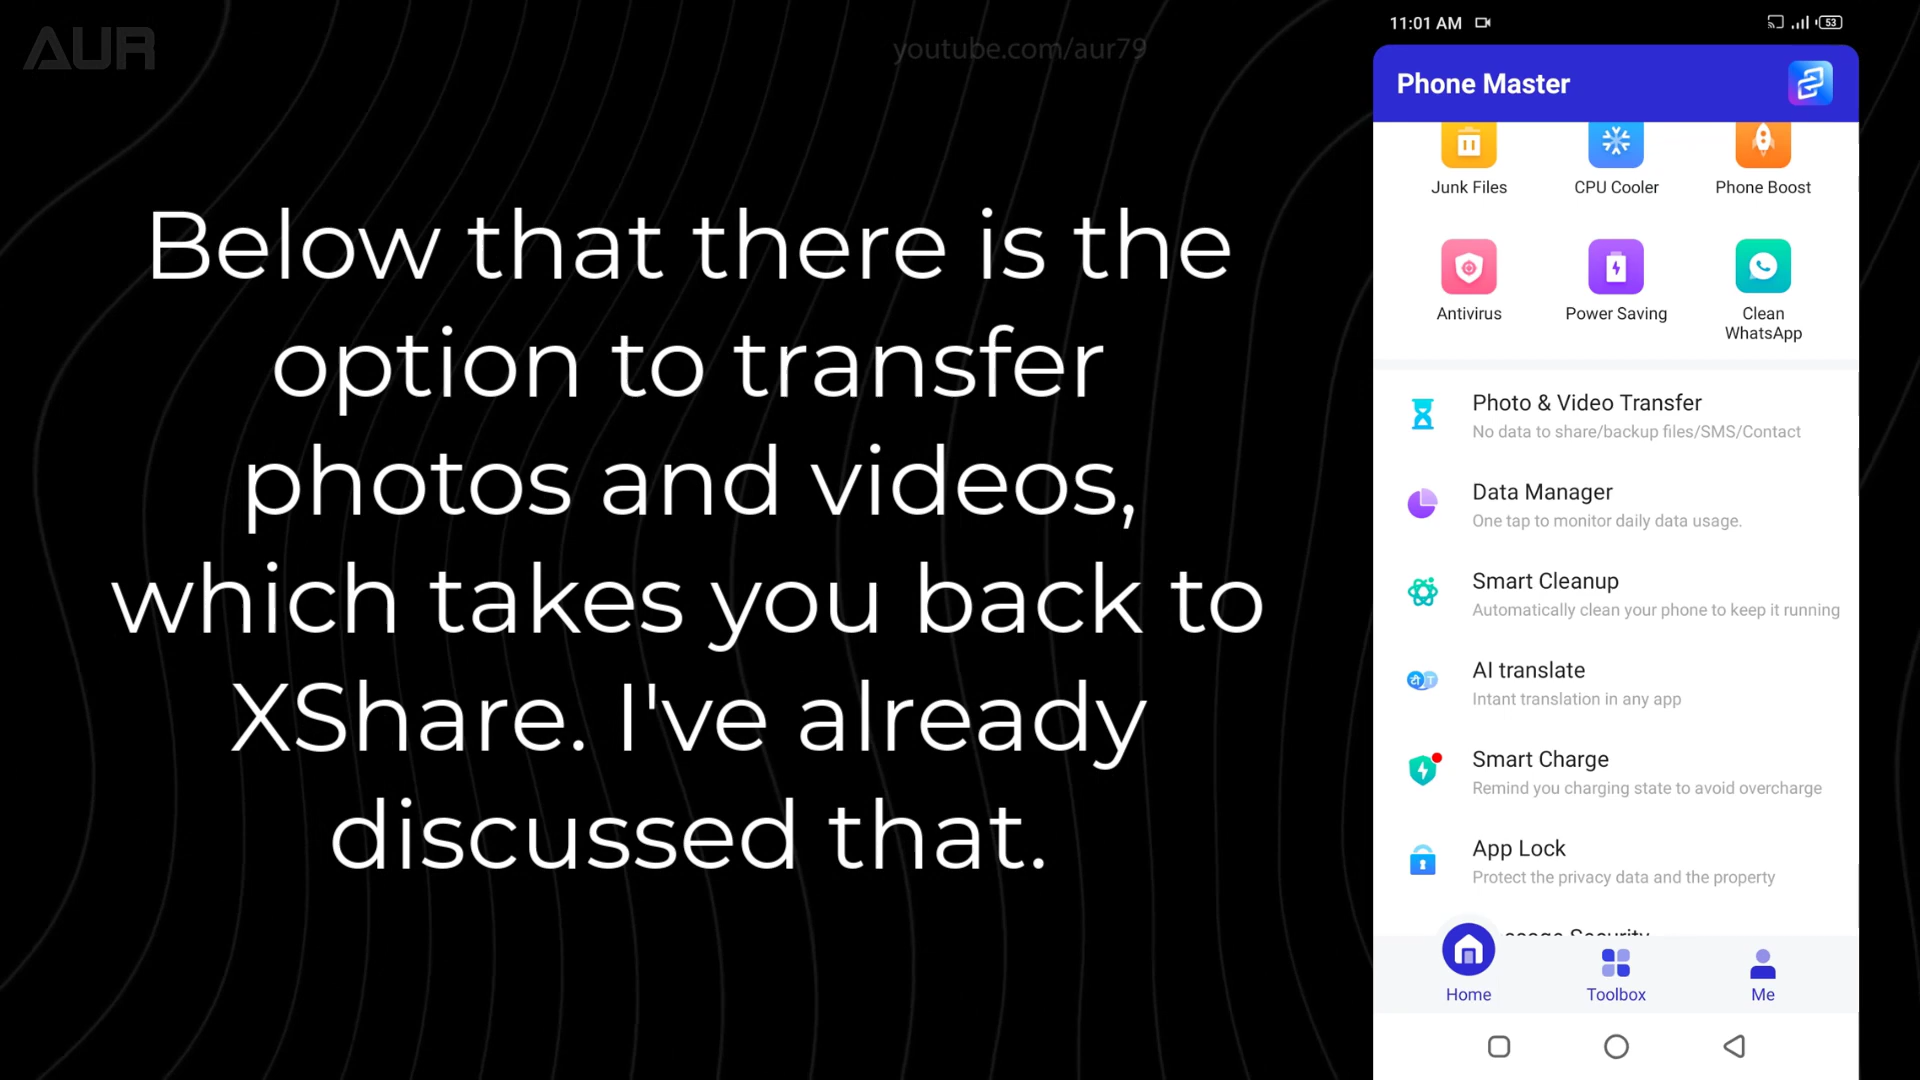 AUR
youtube.com/aur79
Below that there is the
option to transfer
photos and videos,
which takes you back to
XShare. I've already
discussed that.
11:01 AM
53
Phone Master
Junk Files
CPU Cooler
Phone Boost
Antivirus
Power Saving
Clean
WhatsApp
Photo & Video Transfer
No data to share/backup files/SMS/Contact
Data Manager
One tap to monitor daily data usage.
Smart Cleanup
Automatically clean your phone to keep it running
AI translate
Intant translation in any app
Smart Charge
Remind you charging state to avoid overcharge
App Lock
Protect the privacy data and the property
Security
Home
Toolbox
Me